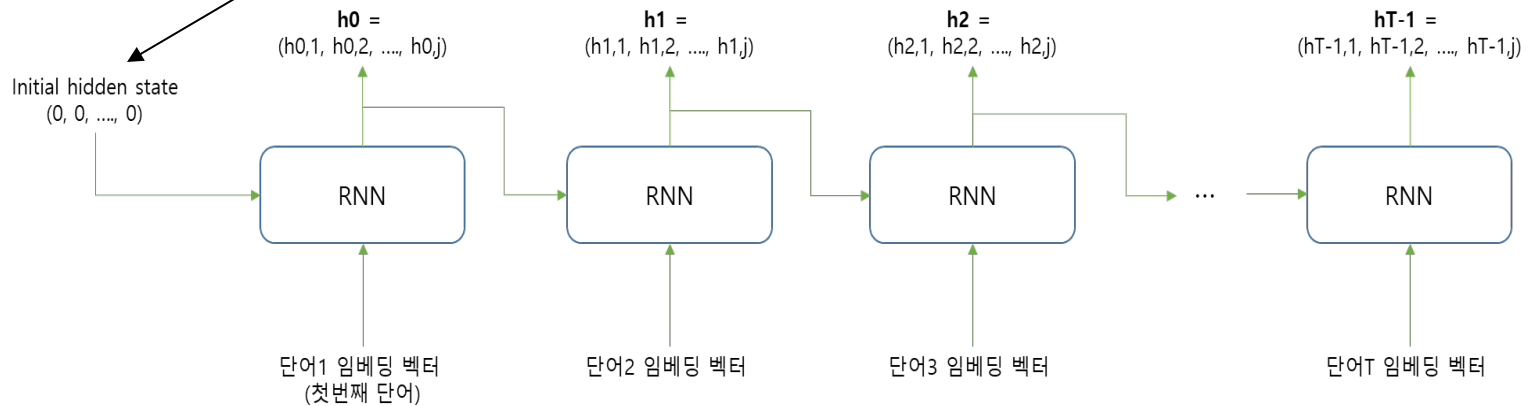 h0 =
(h0,1, h0,2, ...., h0,j)
h1 =
(h1,1, h1,2, ...., h1,j)
h2 =
(h2,1, h2,2, ...., h2,j)
hT-1 =
(hT-1,1, hT-1,2, ...., hT-1,j)
Initial hidden state
(0, 0, ...., 0)
RNN
RNN
RNN
...
RNN
단어1 임베딩 벡터
(첫번째 단어)
단어2 임베딩 벡터
단어3 임베딩 벡터
단어T 임베딩 벡터